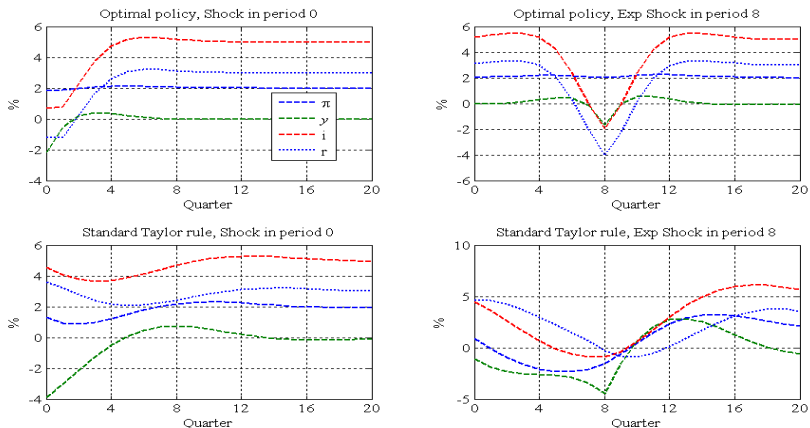 Optimal policy, Shock in period 0
6
4
2
0
-2
-4
%
0 4 8 12 16 20
Quarter
π
y
i
r
Optimal policy, Exp Shock in period 8
6
4
2
0
-2
-4
-6
%
0 4 8 12 16 20
Quarter
Standard Taylor rule, Shock in period 0
6
4
2
0
-2
-4
%
0 4 8 12 16 20
Quarter
Standard Taylor rule, Exp Shock in period 8
10
5
0
-5
%
0 4 8 12 16 20
Quarter